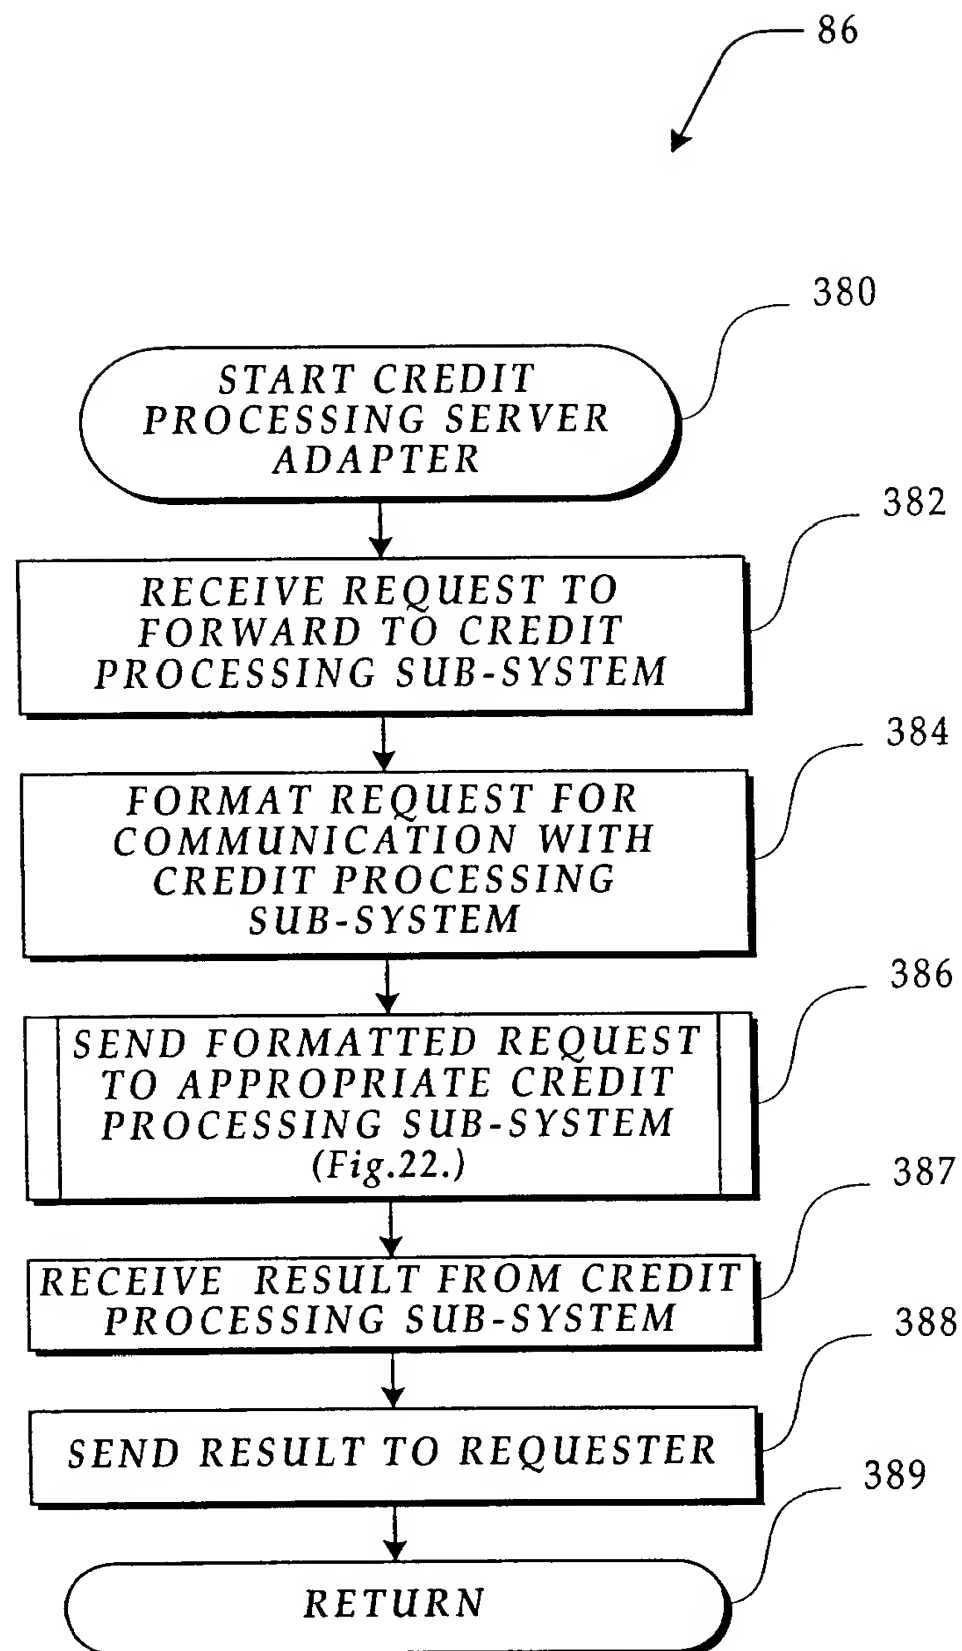 86
380
START CREDIT
PROCESSING SERVER
ADAPTER
382
RECEIVE REQUEST TO
FORWARD TO CREDIT
PROCESSING SUB-SYSTEM
384
FORMAT REQUEST FOR
COMMUNICATION WITH
CREDIT PROCESSING
SUB-SYSTEM
386
SEND FORMATTED REQUEST
TO APPROPRIATE CREDIT
PROCESSING SUB-SYSTEM
(Fig.22.)
387
RECEIVE RESULT FROM CREDIT
PROCESSING SUB-SYSTEM
388
SEND RESULT TO REQUESTER
389
RETURN